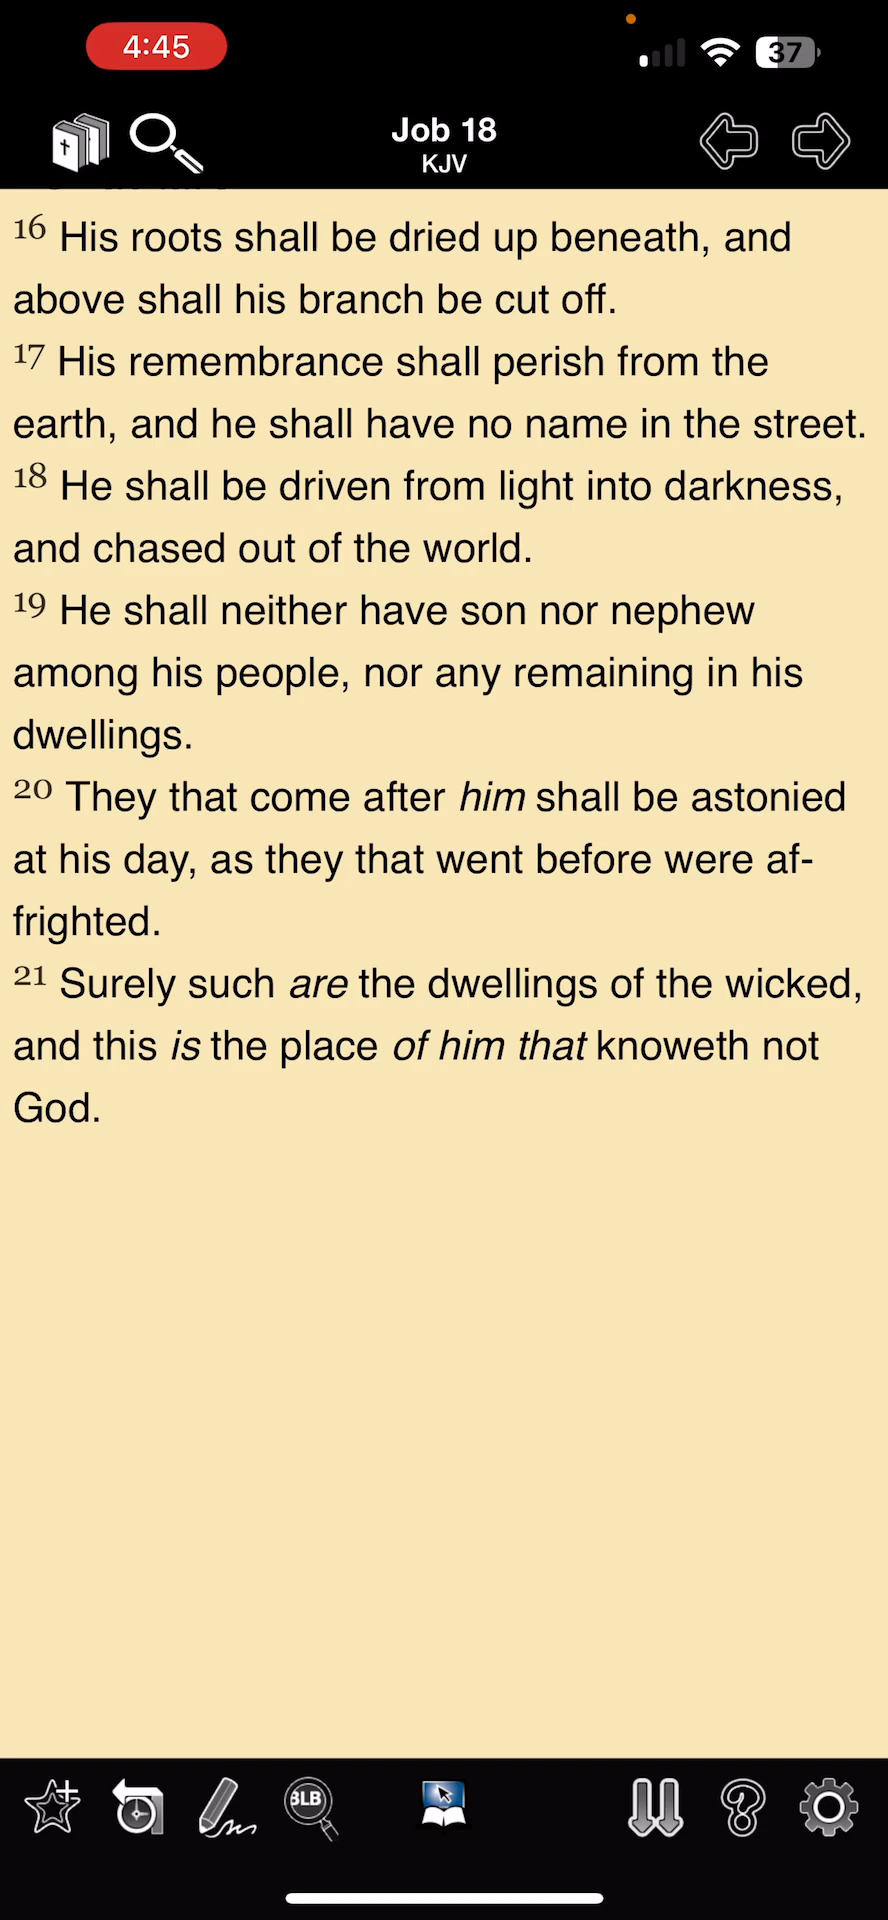 4:45
37
Job 18
KJV
16 His roots shall be dried up beneath, and
above shall his branch be cut off.
17 His remembrance shall perish from the
earth, and he shall have no name in the street.
18 He shall be driven from light into darkness,
and chased out of the world.
19 He shall neither have son nor nephew
among his people, nor any remaining in his
dwellings.
20 They that come after him shall be astonied
at his day, as they that went before were af-
frighted.
21 Surely such are the dwellings of the wicked,
and this is the place of him that knoweth not
God.
BLB